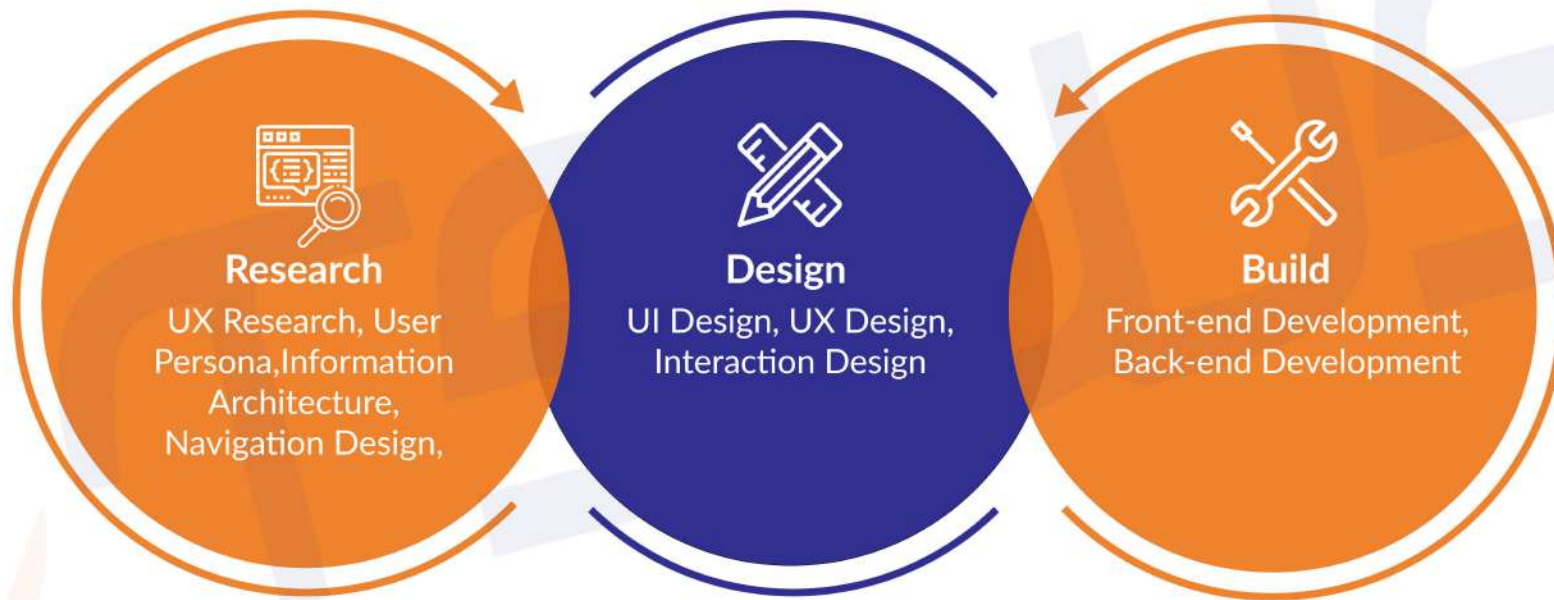 Research
UX Research, User
Persona,Information
Architecture,
Navigation Design,
Design
UI Design, UX Design,
Interaction Design
Build
Front-end Development,
Back-end Development